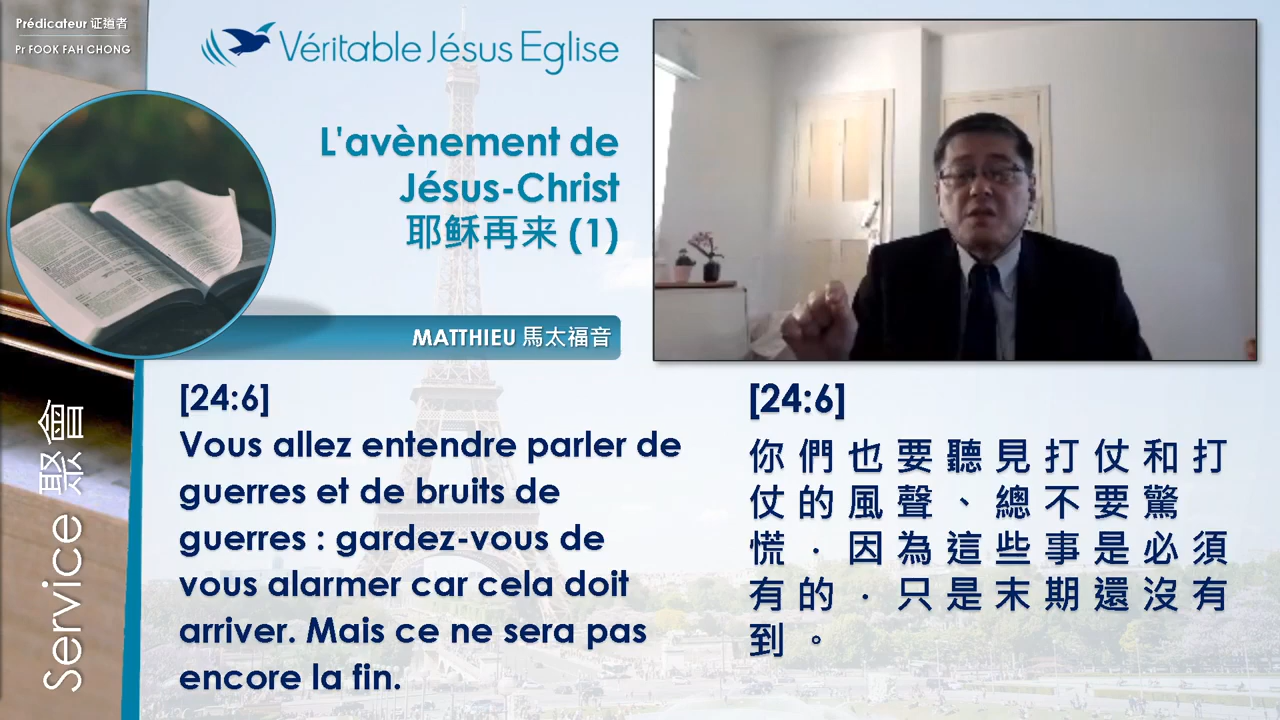 Prédicateur 证道者
Pr FOOK FAH CHONG
Véritable Jésus Eglise
L'avènement de
Jésus-Christ
耶稣再来 (1)
MATTHIEU 馬太福音
Service 聚會
[24:6]
Vous allez entendre parler de
guerres et de bruits de
guerres : gardez-vous de
vous alarmer car cela doit
arriver. Mais ce ne sera pas
encore la fin.
[24:6]
你們也要聽見打仗和打
仗的風聲、總不要驚
慌．因為這些事是必須
有的．只是末期還沒有
到。